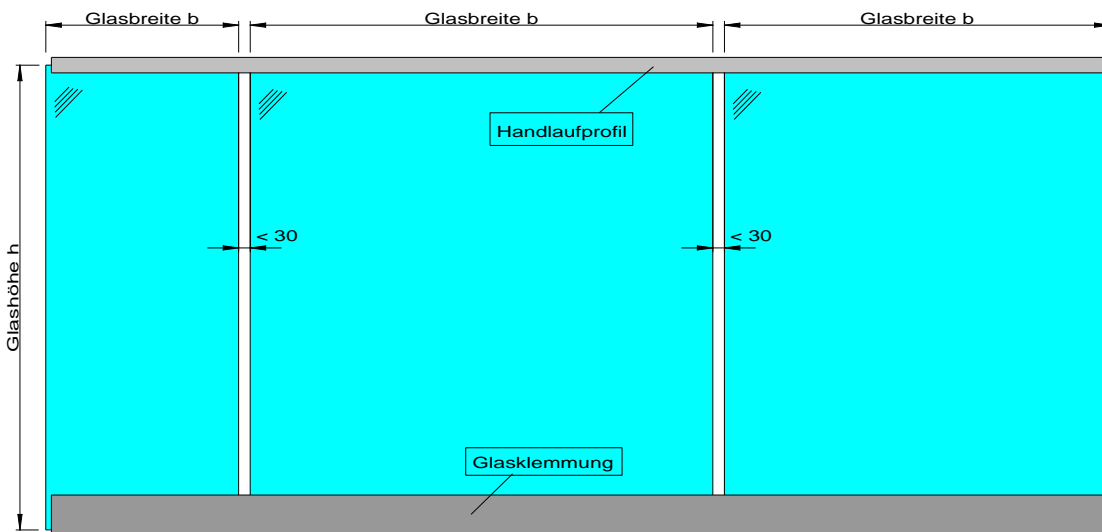 Glasbreite b
Glasbreite b
Glasbreite b
Handlaufprofil
< 30
< 30
Glashöhe h
Glasklemmung